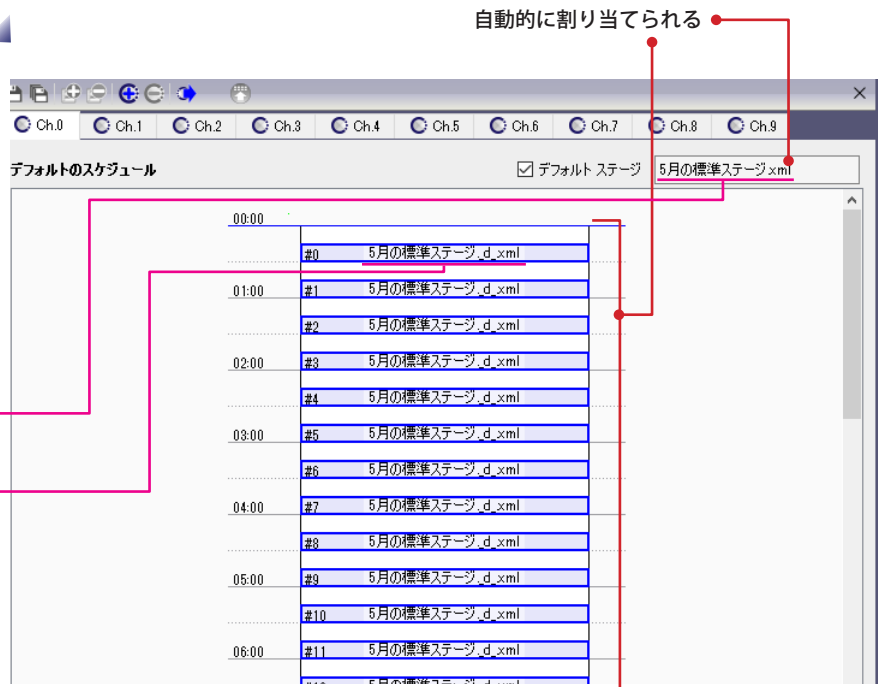 自動的に割り当てられる
Ch.0 Ch.1 Ch.2 Ch.3 Ch.4 Ch.5 Ch.6 Ch.7 Ch.8 Ch.9
デフォルトのスケジュール デフォルト ステージ 5月の標準ステージ.xml
00:00
#0 5月の標準ステージ_d_xml
01:00 #1 5月の標準ステージ_d_xml
#2 5月の標準ステージ_d_xml
02:00 #3 5月の標準ステージ_d_xml
#4 5月の標準ステージ_d_xml
03:00 #5 5月の標準ステージ_d_xml
#6 5月の標準ステージ_d_xml
04:00 #7 5月の標準ステージ_d_xml
#8 5月の標準ステージ_d_xml
05:00 #9 5月の標準ステージ_d_xml
#10 5月の標準ステージ_d_xml
06:00 #11 5月の標準ステージ_d_xml